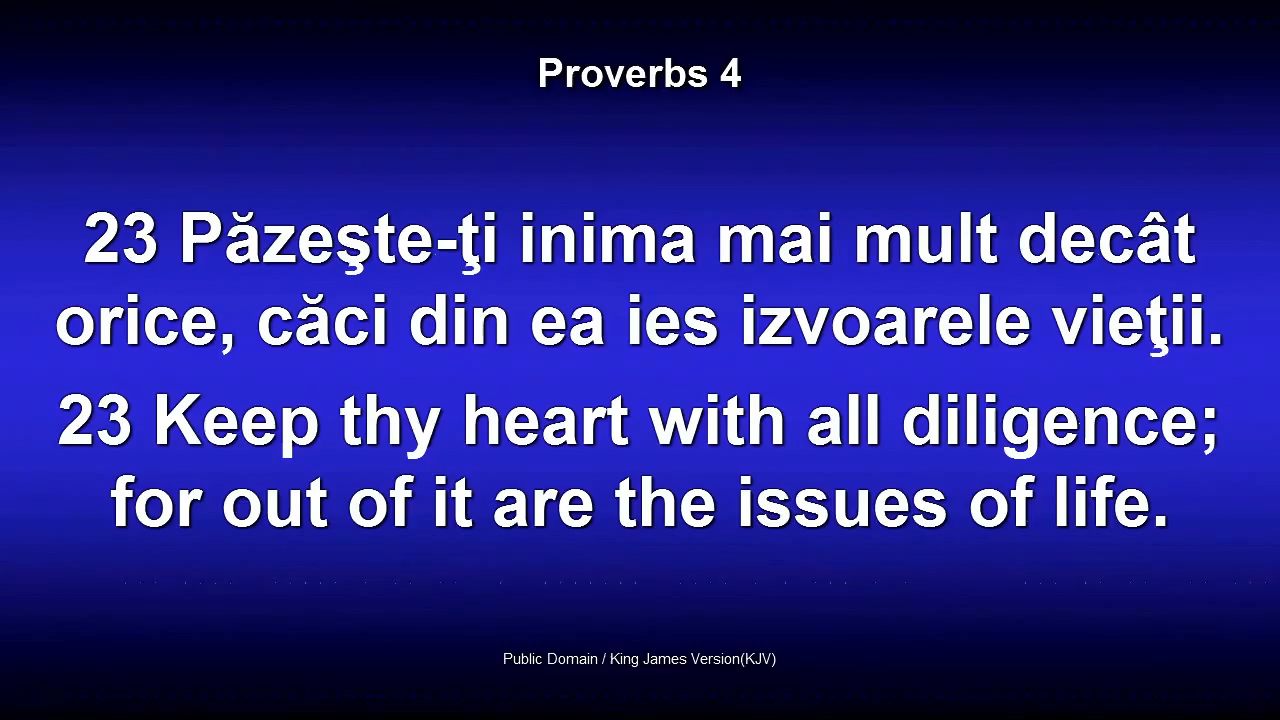 Proverbs 4
23 Păzeşte-ţi inima mai mult decât
orice, căci din ea ies izvoarele vieţii.
23 Keep thy heart with all diligence;
for out of it are the issues of life.
Public Domain / King James Version(KJV)